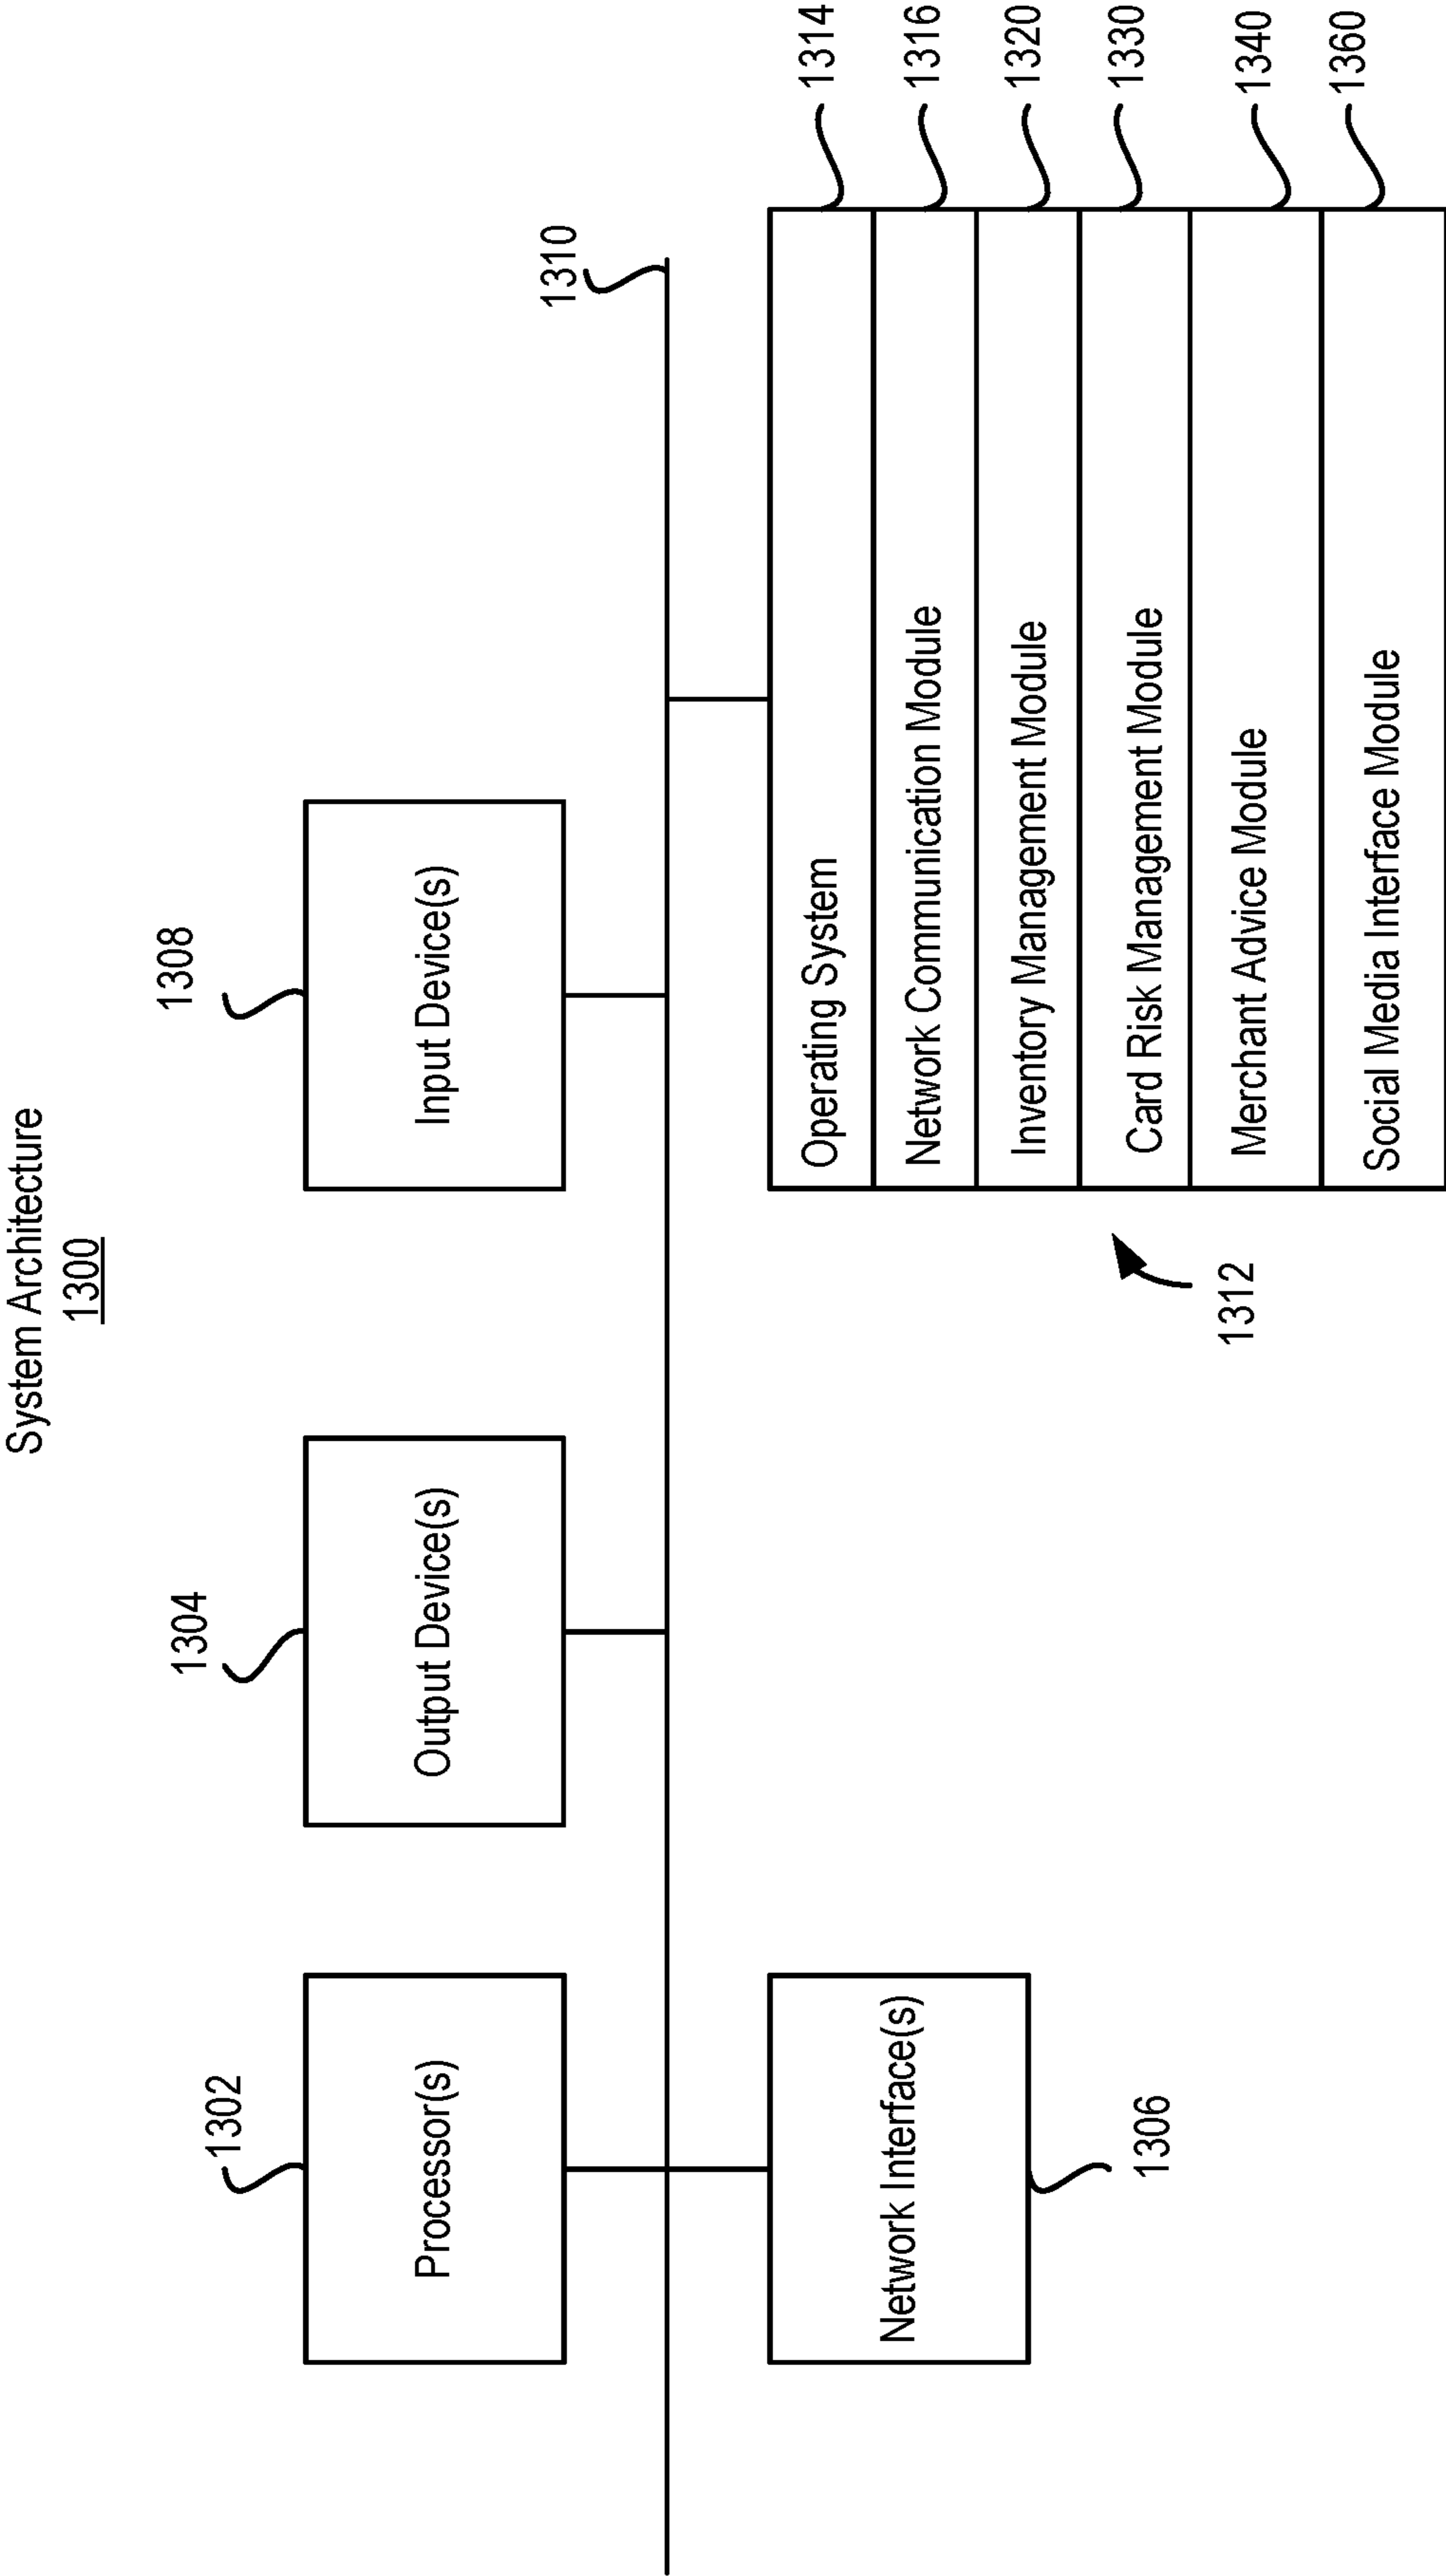 System Architecture
1300
1302
1304
1308
Processor(s)
Output Device(s)
Input Device(s)
1310
Network Interface(s)
1306
1312
Operating System
1314
Network Communication Module
1316
Inventory Management Module
1320
Card Risk Management Module
1330
Merchant Advice Module
1340
Social Media Interface Module
1360